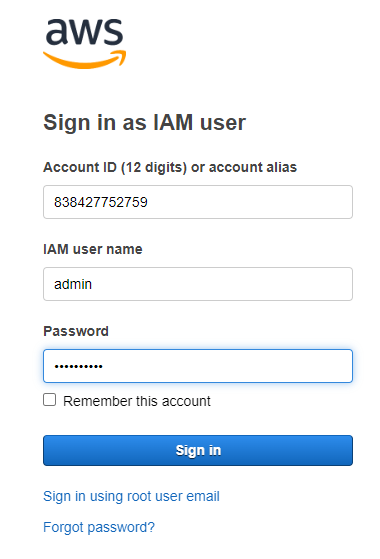 aws
Sign in as IAM user
Account ID (12 digits) or account alias
838427752759
IAM user name
admin
Password
••••••••••
Remember this account
Sign in
Sign in using root user email
Forgot password?